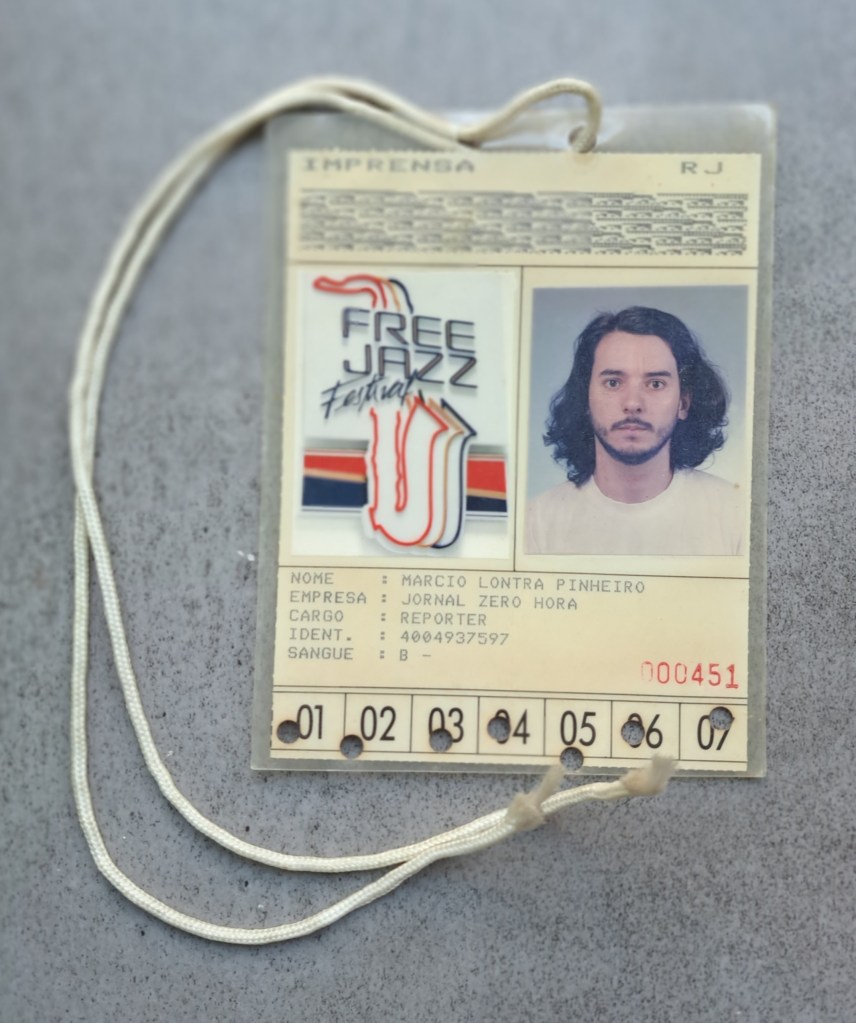 IMPRENSA RJ
FREE
JAZZ
Festival
NOME : MARCIO LONTRA PINHEIRO
EMPRESA : JORNAL ZERO HORA
CARGO : REPORTER
IDENT. : 4004937597
SANGUE : B -
000451
01 02 03 04 05 06 07